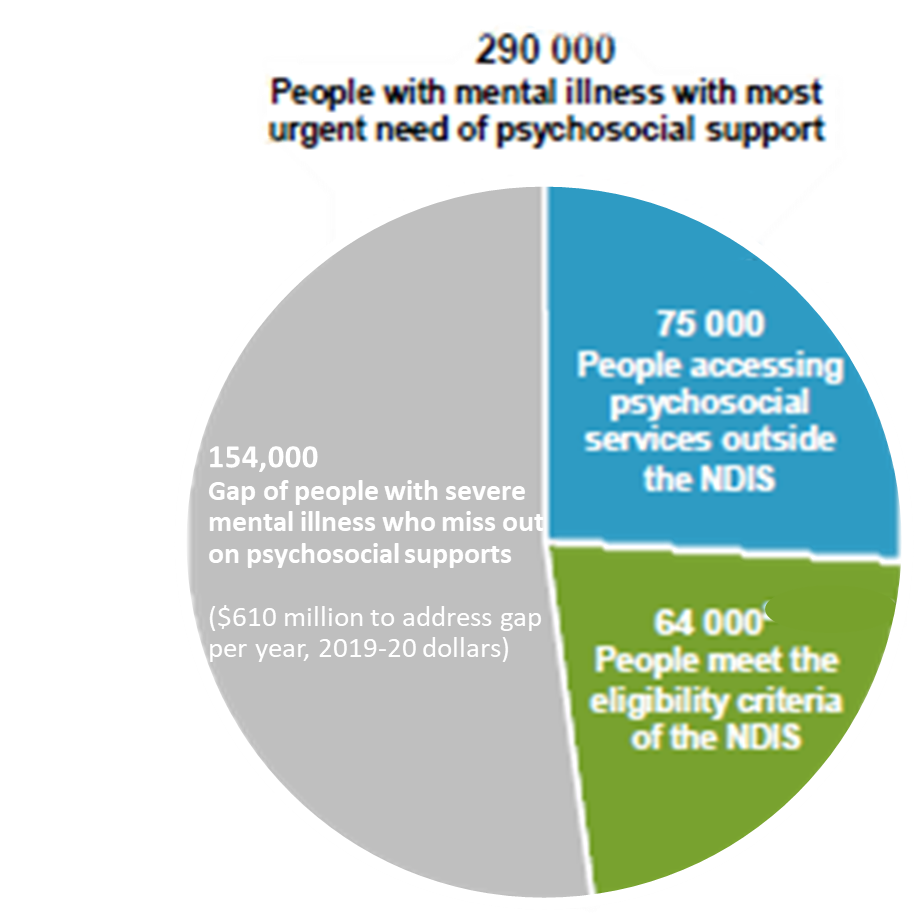 290 000
People with mental illness with most
urgent need of psychosocial support
75 000
People accessing
psychosocial
services outside
the NDIS
154,000
Gap of people with severe
mental illness who miss out
on psychosocial supports
($610 million to address gap
per year, 2019-20 dollars)
64 000
People meet the
eligibility criteria
of the NDIS